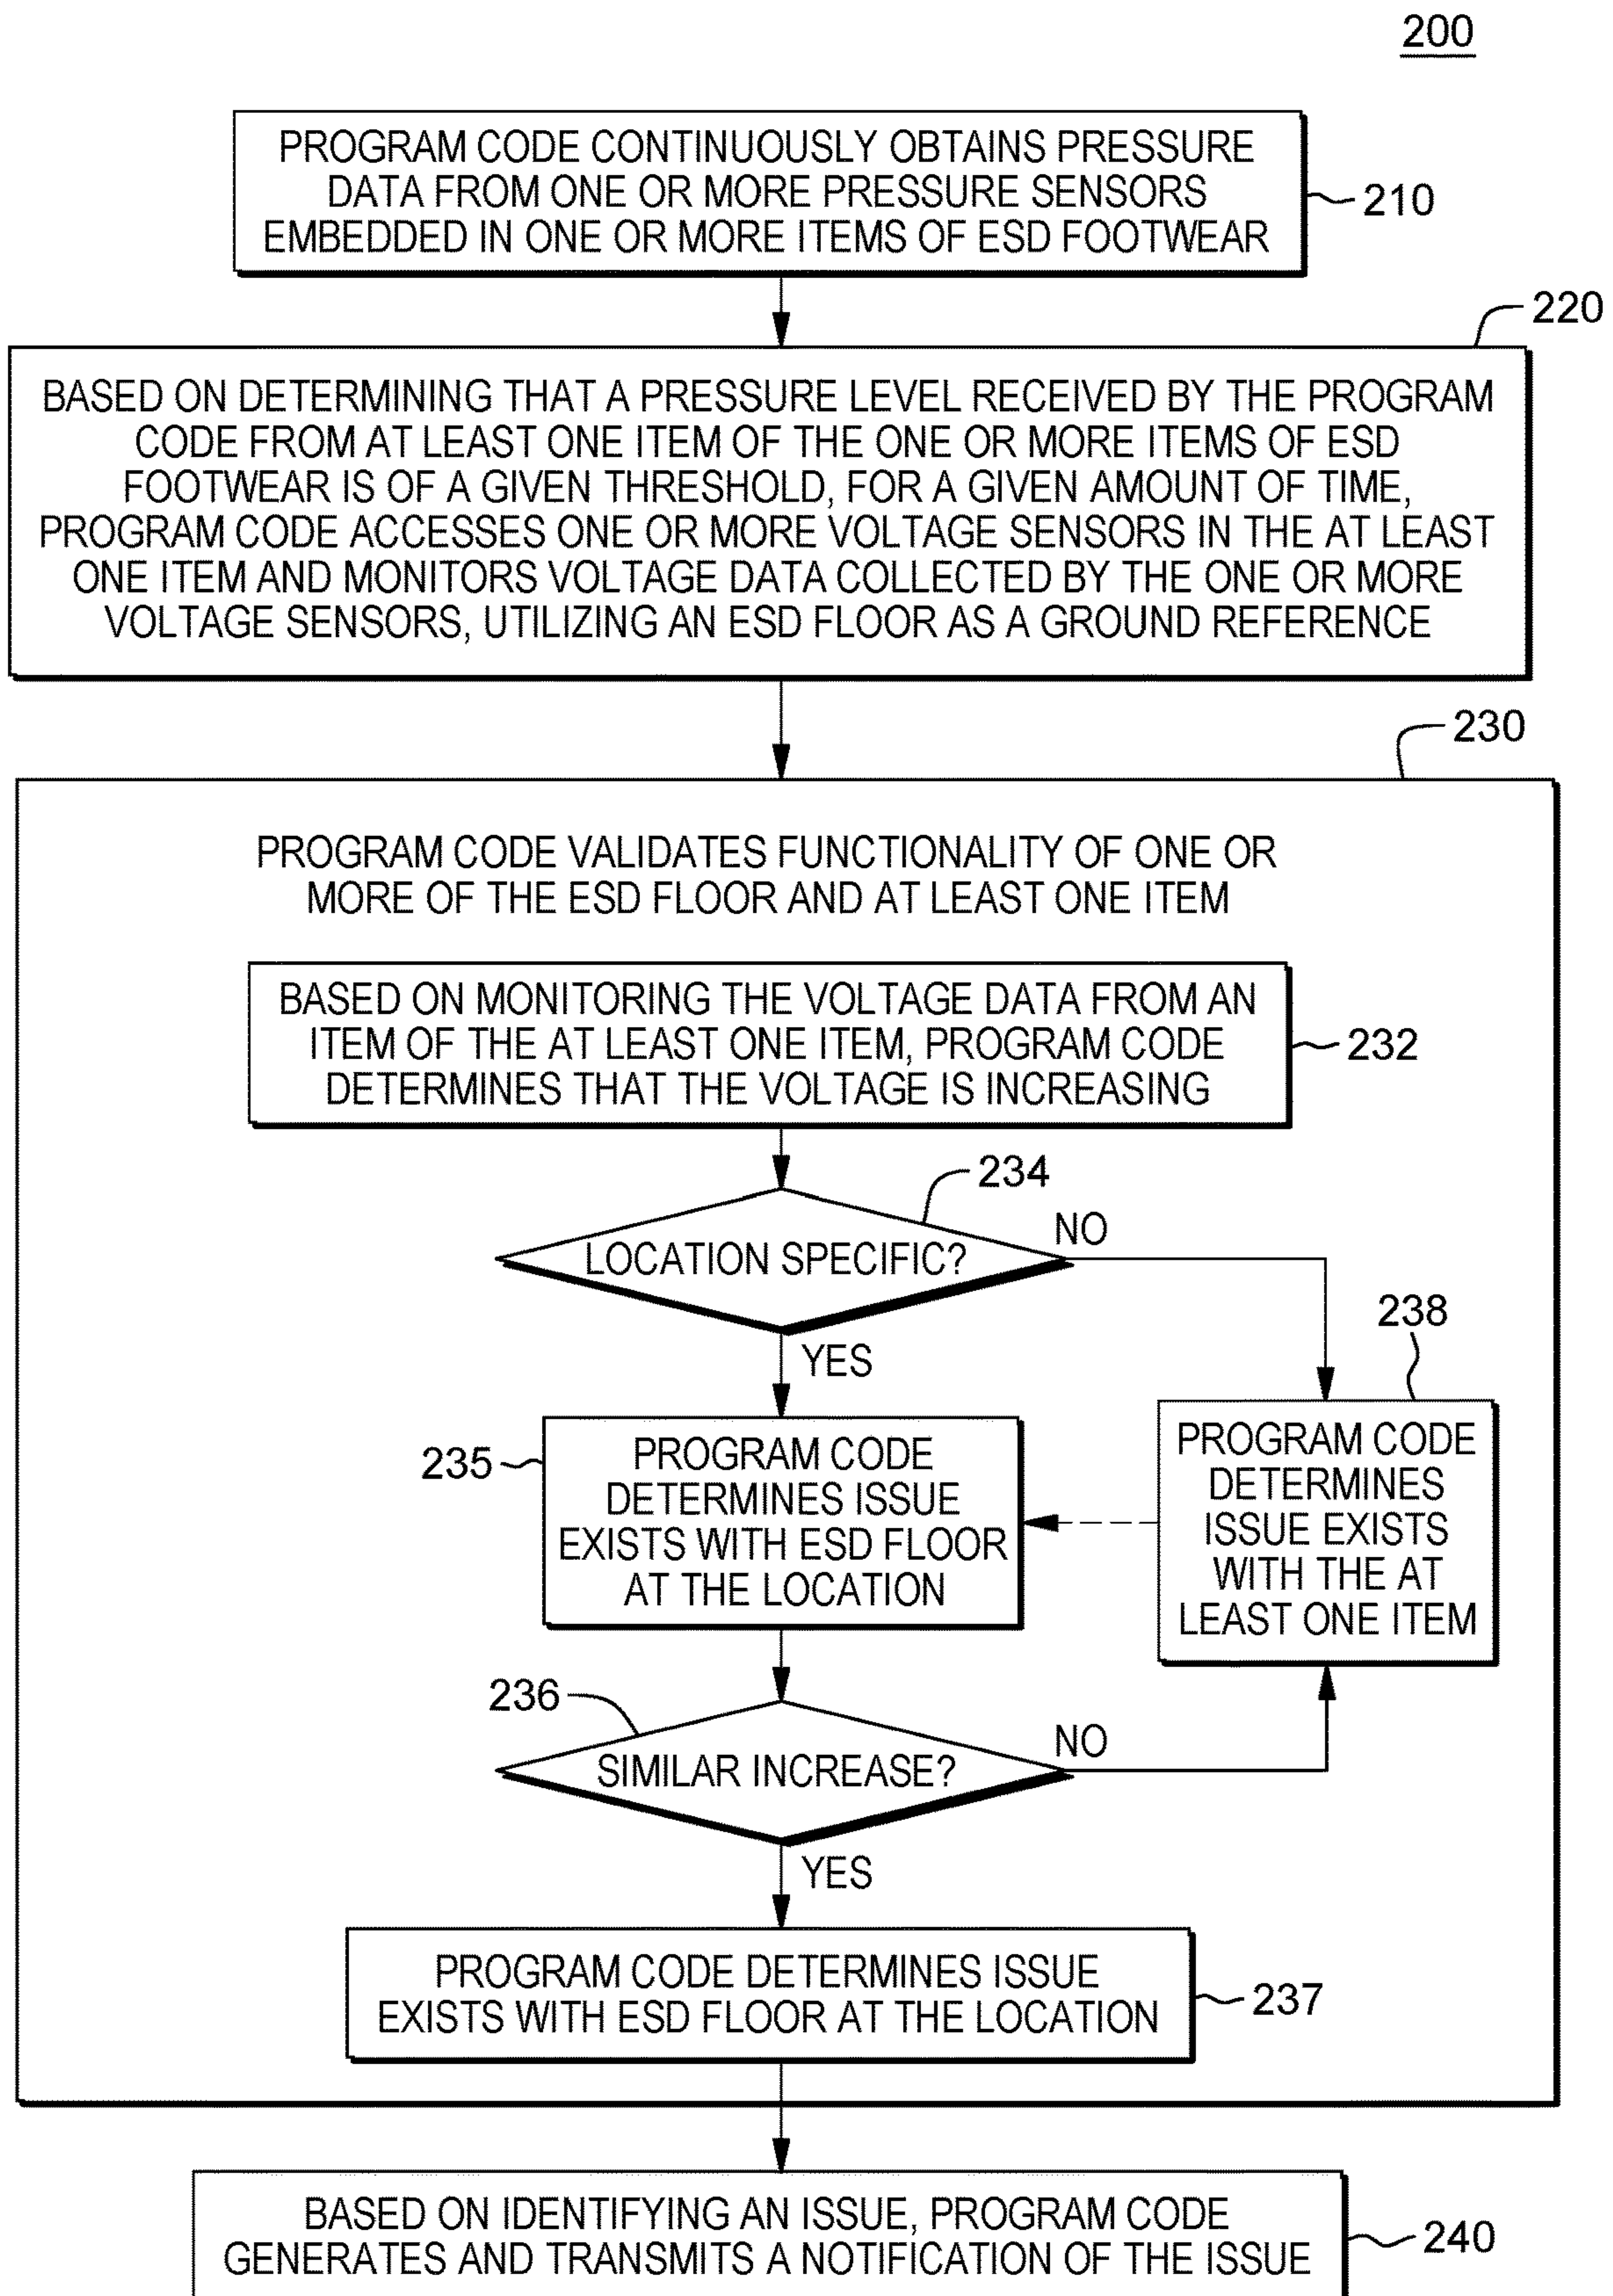 200
PROGRAM CODE CONTINUOUSLY OBTAINS PRESSURE
DATA FROM ONE OR MORE PRESSURE SENSORS
EMBEDDED IN ONE OR MORE ITEMS OF ESD FOOTWEAR
210
220
BASED ON DETERMINING THAT A PRESSURE LEVEL RECEIVED BY THE PROGRAM
CODE FROM AT LEAST ONE ITEM OF THE ONE OR MORE ITEMS OF ESD
FOOTWEAR IS OF A GIVEN THRESHOLD, FOR A GIVEN AMOUNT OF TIME,
PROGRAM CODE ACCESSES ONE OR MORE VOLTAGE SENSORS IN THE AT LEAST
ONE ITEM AND MONITORS VOLTAGE DATA COLLECTED BY THE ONE OR MORE
VOLTAGE SENSORS, UTILIZING AN ESD FLOOR AS A GROUND REFERENCE
230
PROGRAM CODE VALIDATES FUNCTIONALITY OF ONE OR
MORE OF THE ESD FLOOR AND AT LEAST ONE ITEM
BASED ON MONITORING THE VOLTAGE DATA FROM AN
ITEM OF THE AT LEAST ONE ITEM, PROGRAM CODE
DETERMINES THAT THE VOLTAGE IS INCREASING
232
234
LOCATION SPECIFIC?
NO
YES
238
235
PROGRAM CODE
DETERMINES ISSUE
EXISTS WITH ESD FLOOR
AT THE LOCATION
PROGRAM CODE
DETERMINES
ISSUE EXISTS
WITH THE AT
LEAST ONE ITEM
236
SIMILAR INCREASE?
NO
YES
PROGRAM CODE DETERMINES ISSUE
EXISTS WITH ESD FLOOR AT THE LOCATION
237
BASED ON IDENTIFYING AN ISSUE, PROGRAM CODE
GENERATES AND TRANSMITS A NOTIFICATION OF THE ISSUE
240